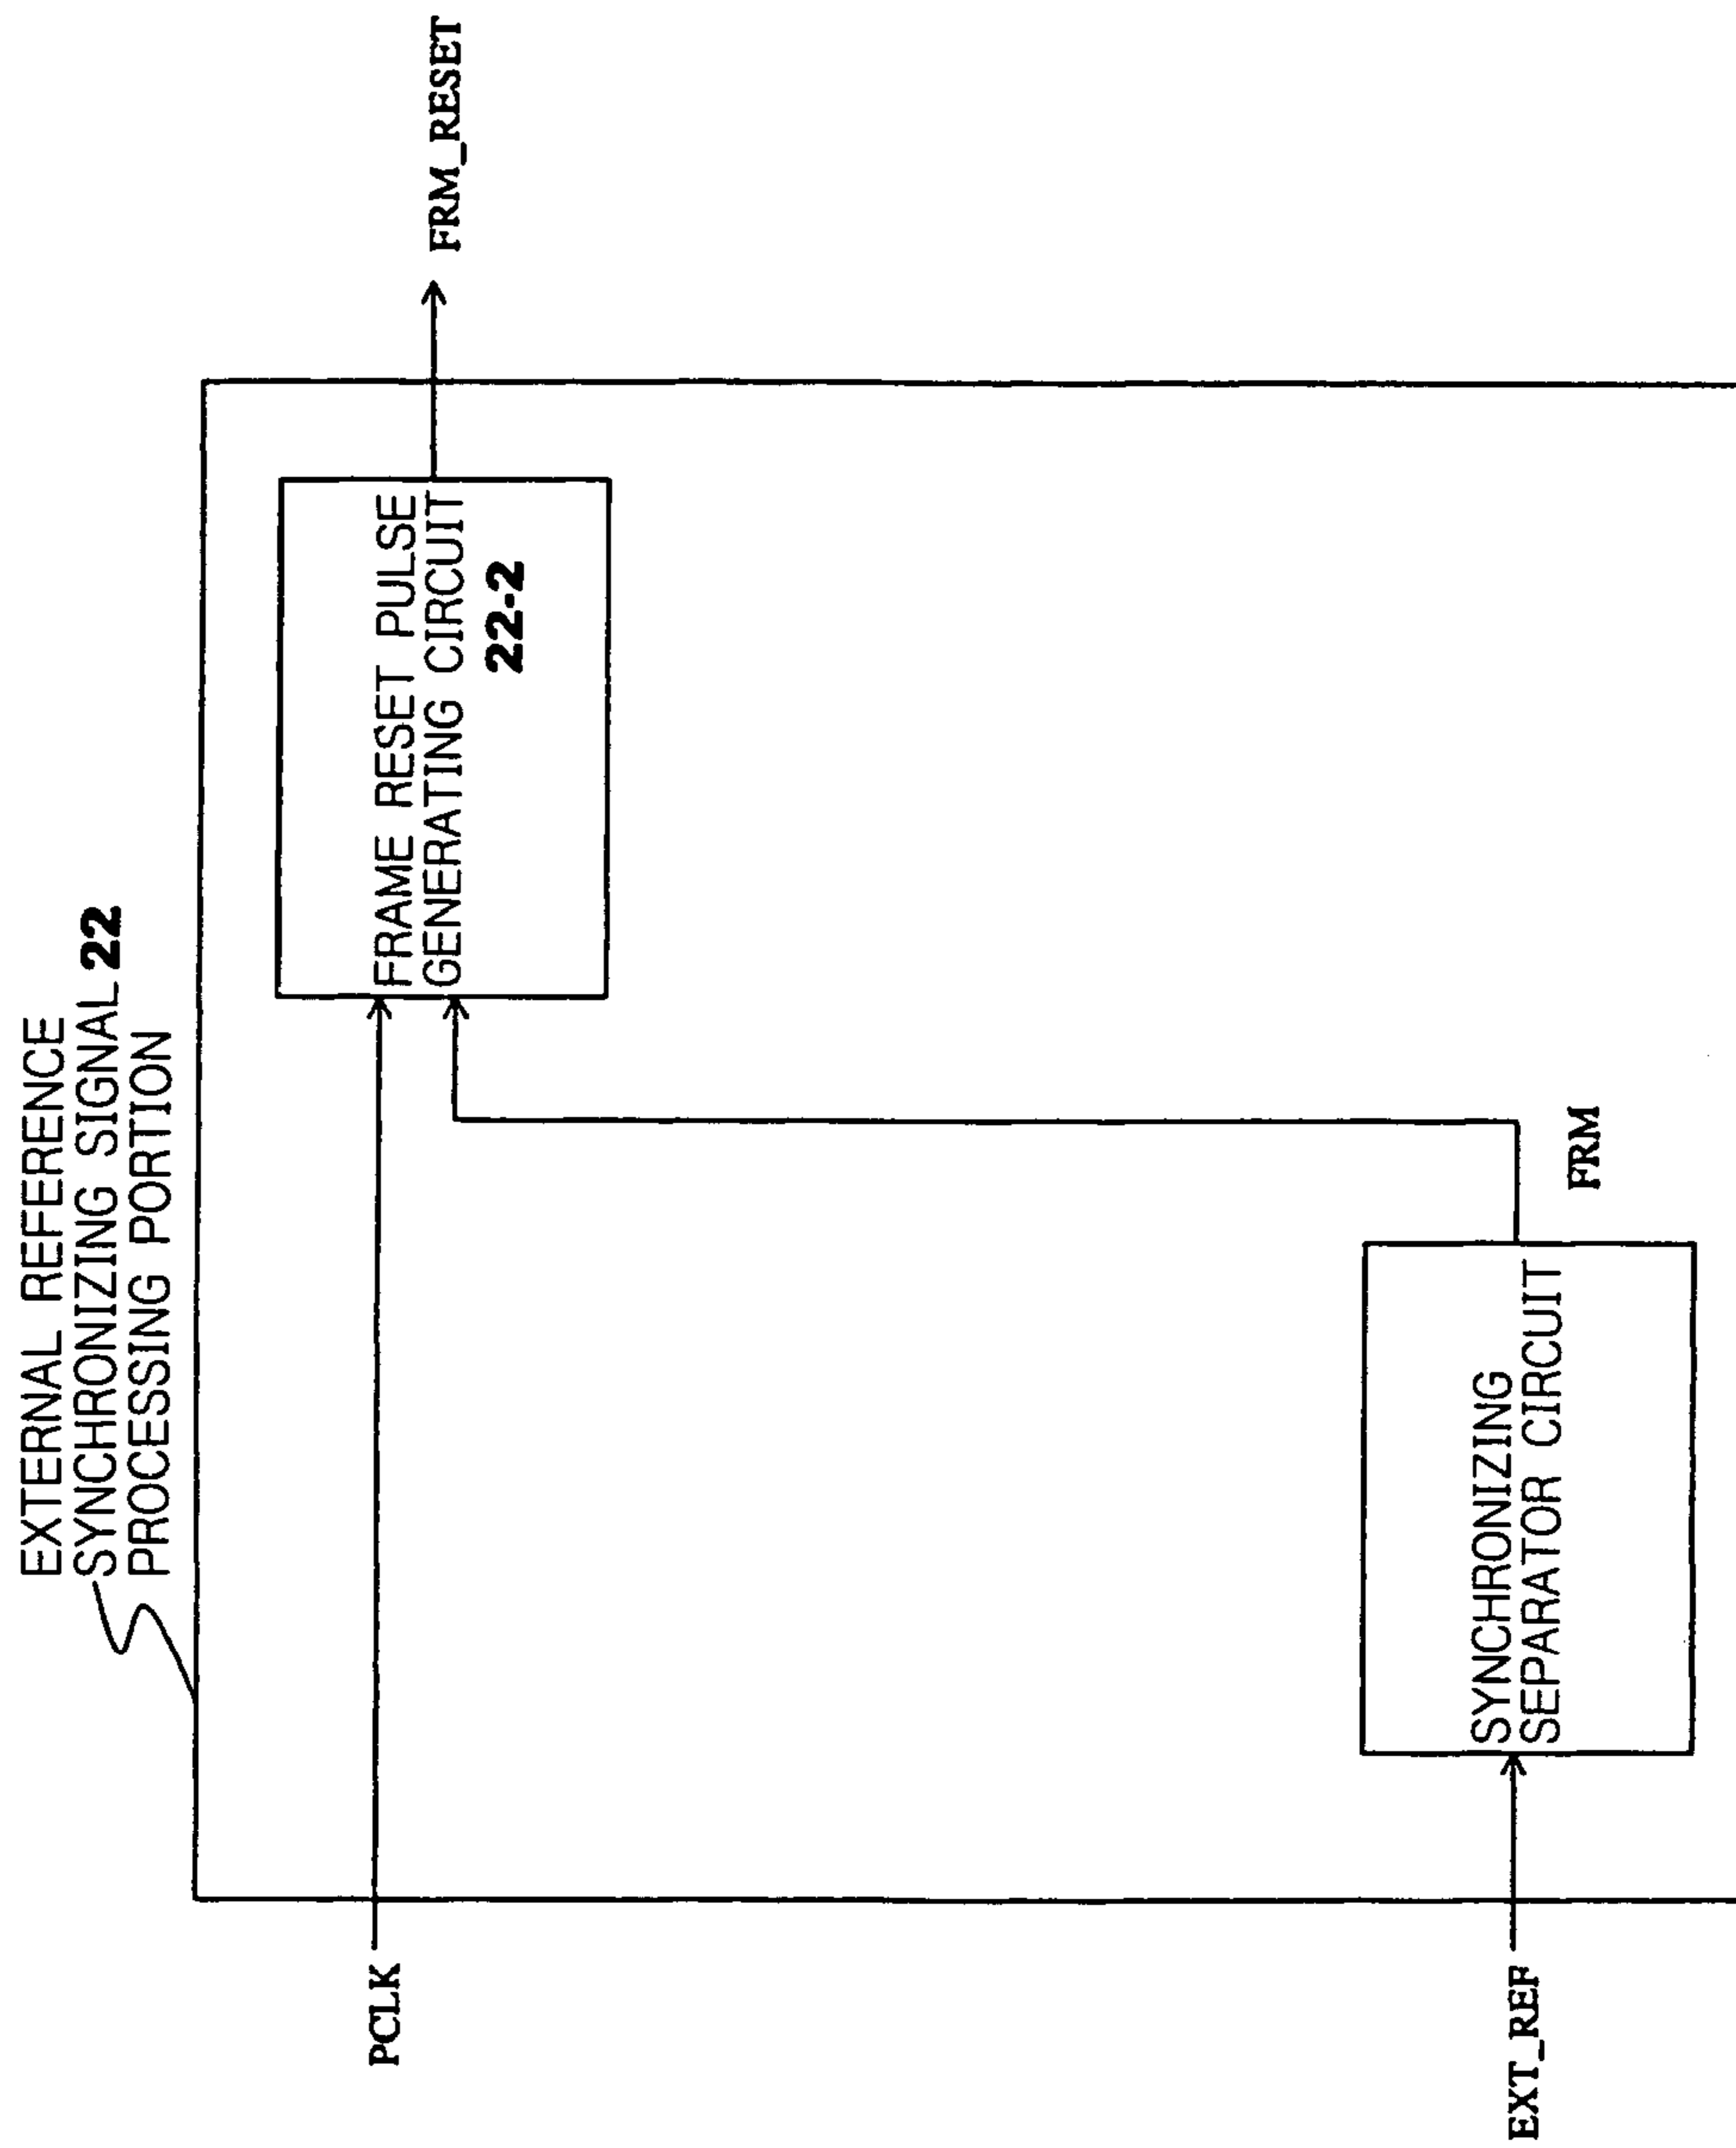 EXTERNAL REFERENCE
SYNCHRONIZING SIGNAL 22
PROCESSING PORTION
PCLK
FRAME RESET PULSE
GENERATING CIRCUIT
22-2
FRM_RESET
EXT_REF
SYNCHRONIZING
SEPARATOR CIRCUIT
FRM